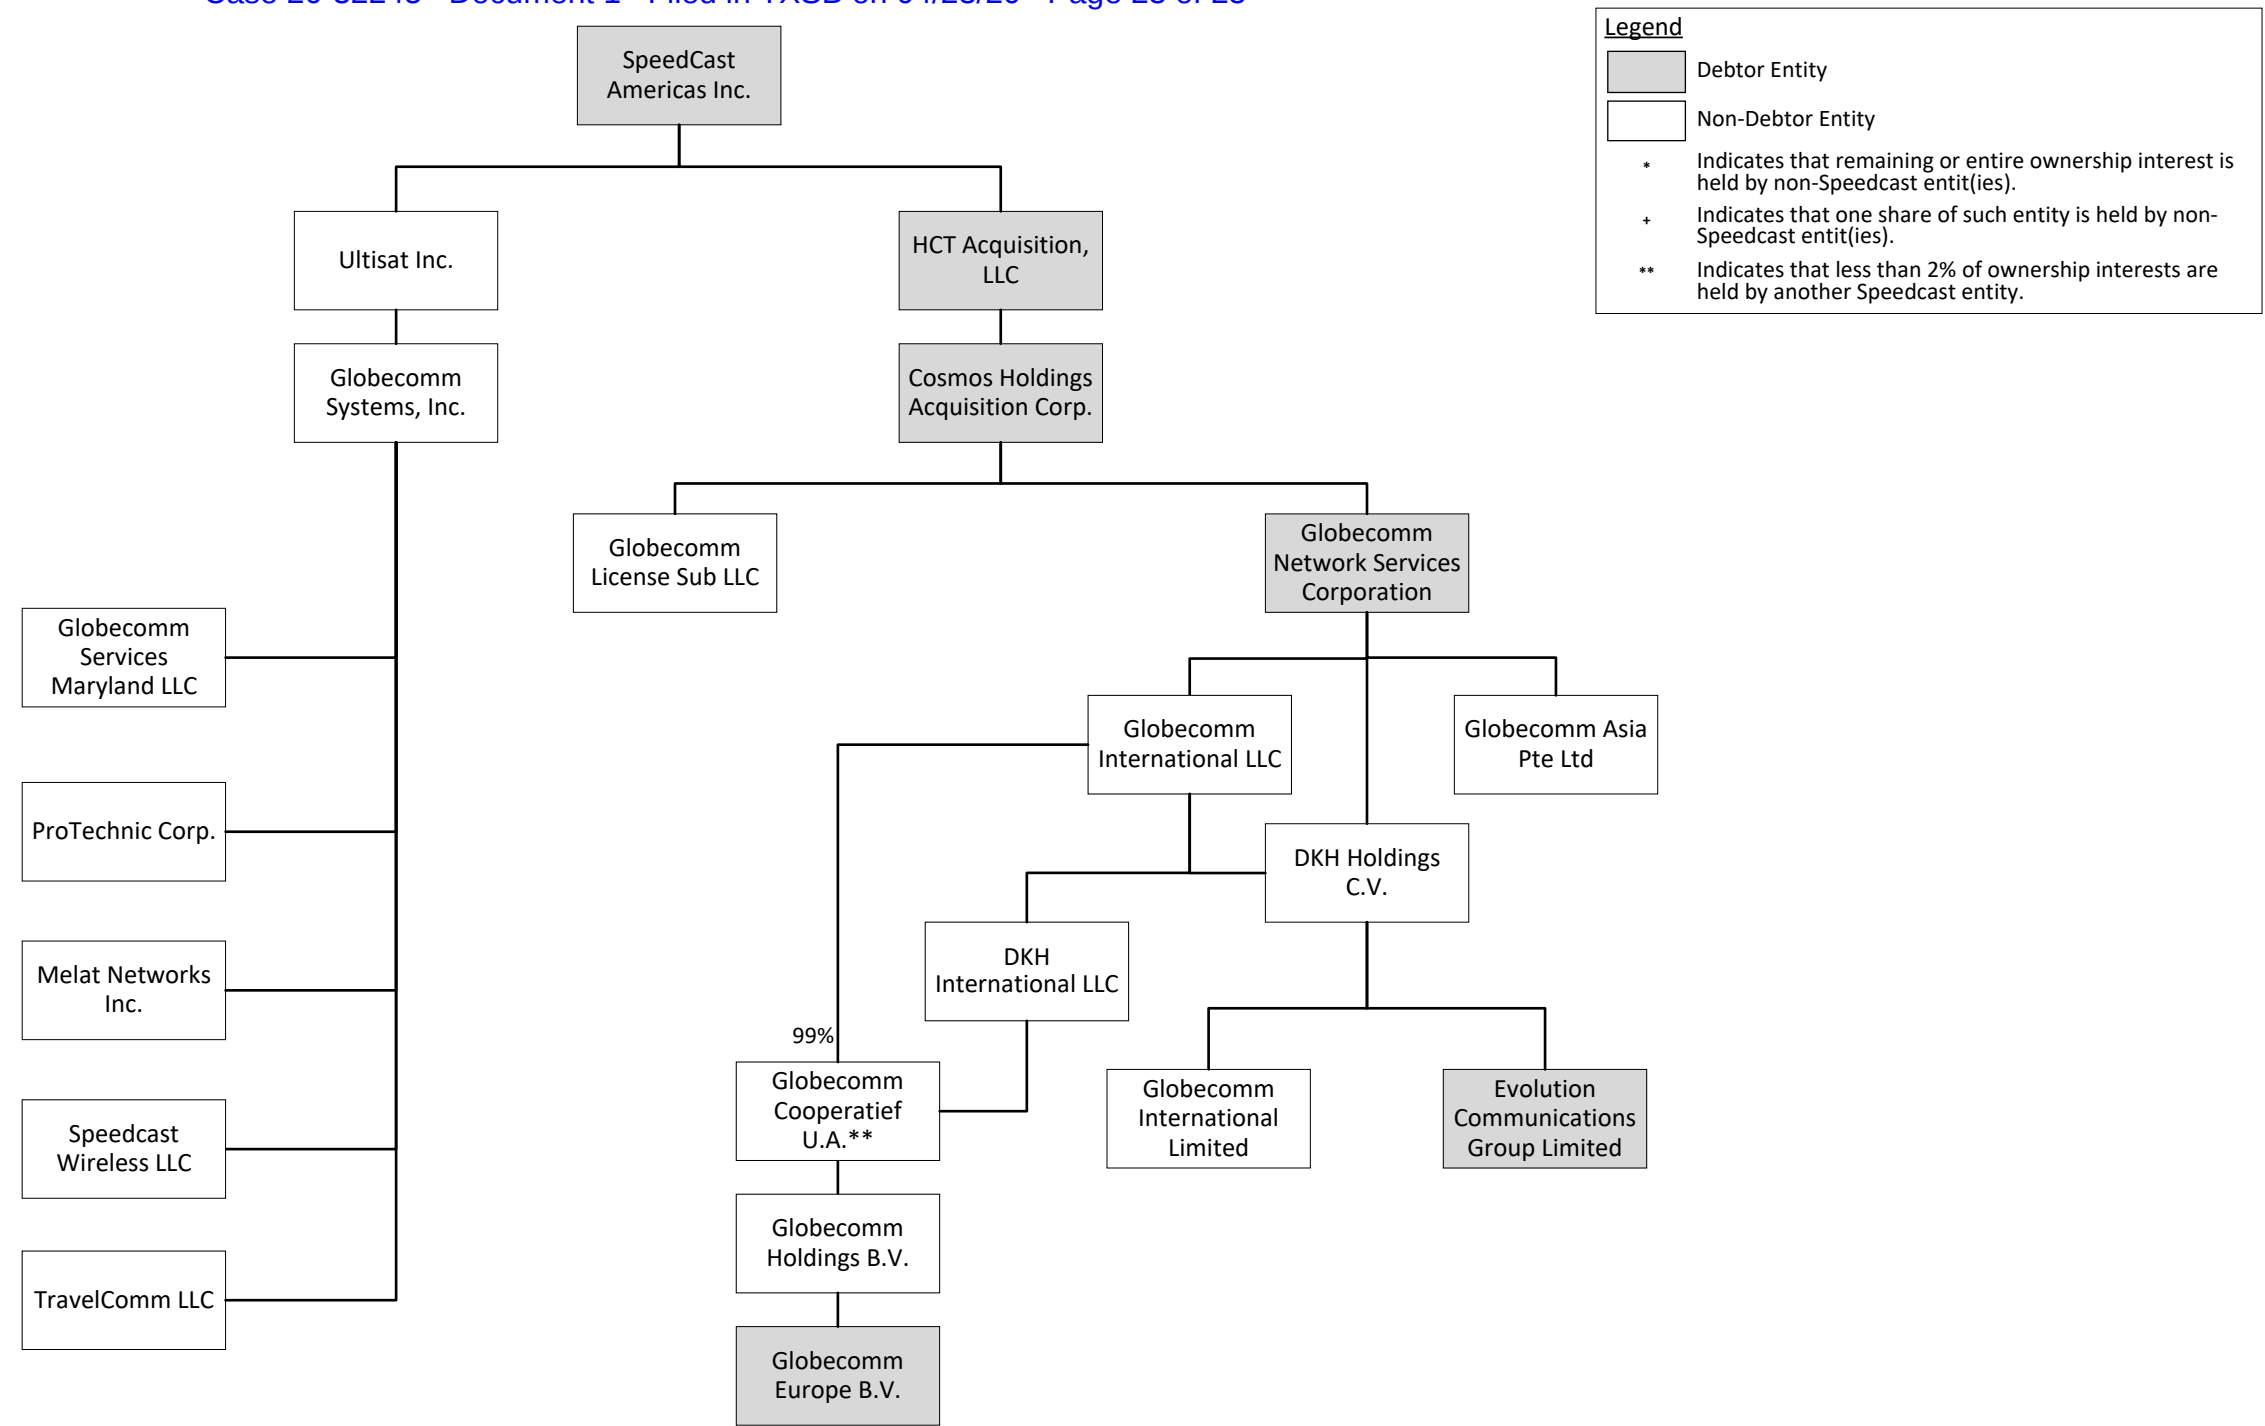 SpeedCast
Americas Inc.
Legend
Debtor Entity
Non-Debtor Entity
* Indicates that remaining or entire ownership interest is
held by non-Speedcast entit(ies).
+ Indicates that one share of such entity is held by non-
Speedcast entit(ies).
** Indicates that less than 2% of ownership interests are
held by another Speedcast entity.
Ultisat Inc.
HCT Acquisition,
LLC
Globecomm
Systems, Inc.
Cosmos Holdings
Acquisition Corp.
Globecomm
License Sub LLC
Globecomm
Network Services
Corporation
Globecomm
Services
Maryland LLC
Globecomm
International LLC
Globecomm Asia
Pte Ltd
ProTechnic Corp.
DKH Holdings
C.V.
Melat Networks
Inc.
DKH
International LLC
99%
Globecomm
Cooperatief
U.A.**
Globecomm
International
Limited
Evolution
Communications
Group Limited
Speedcast
Wireless LLC
Globecomm
Holdings B.V.
TravelComm LLC
Globecomm
Europe B.V.